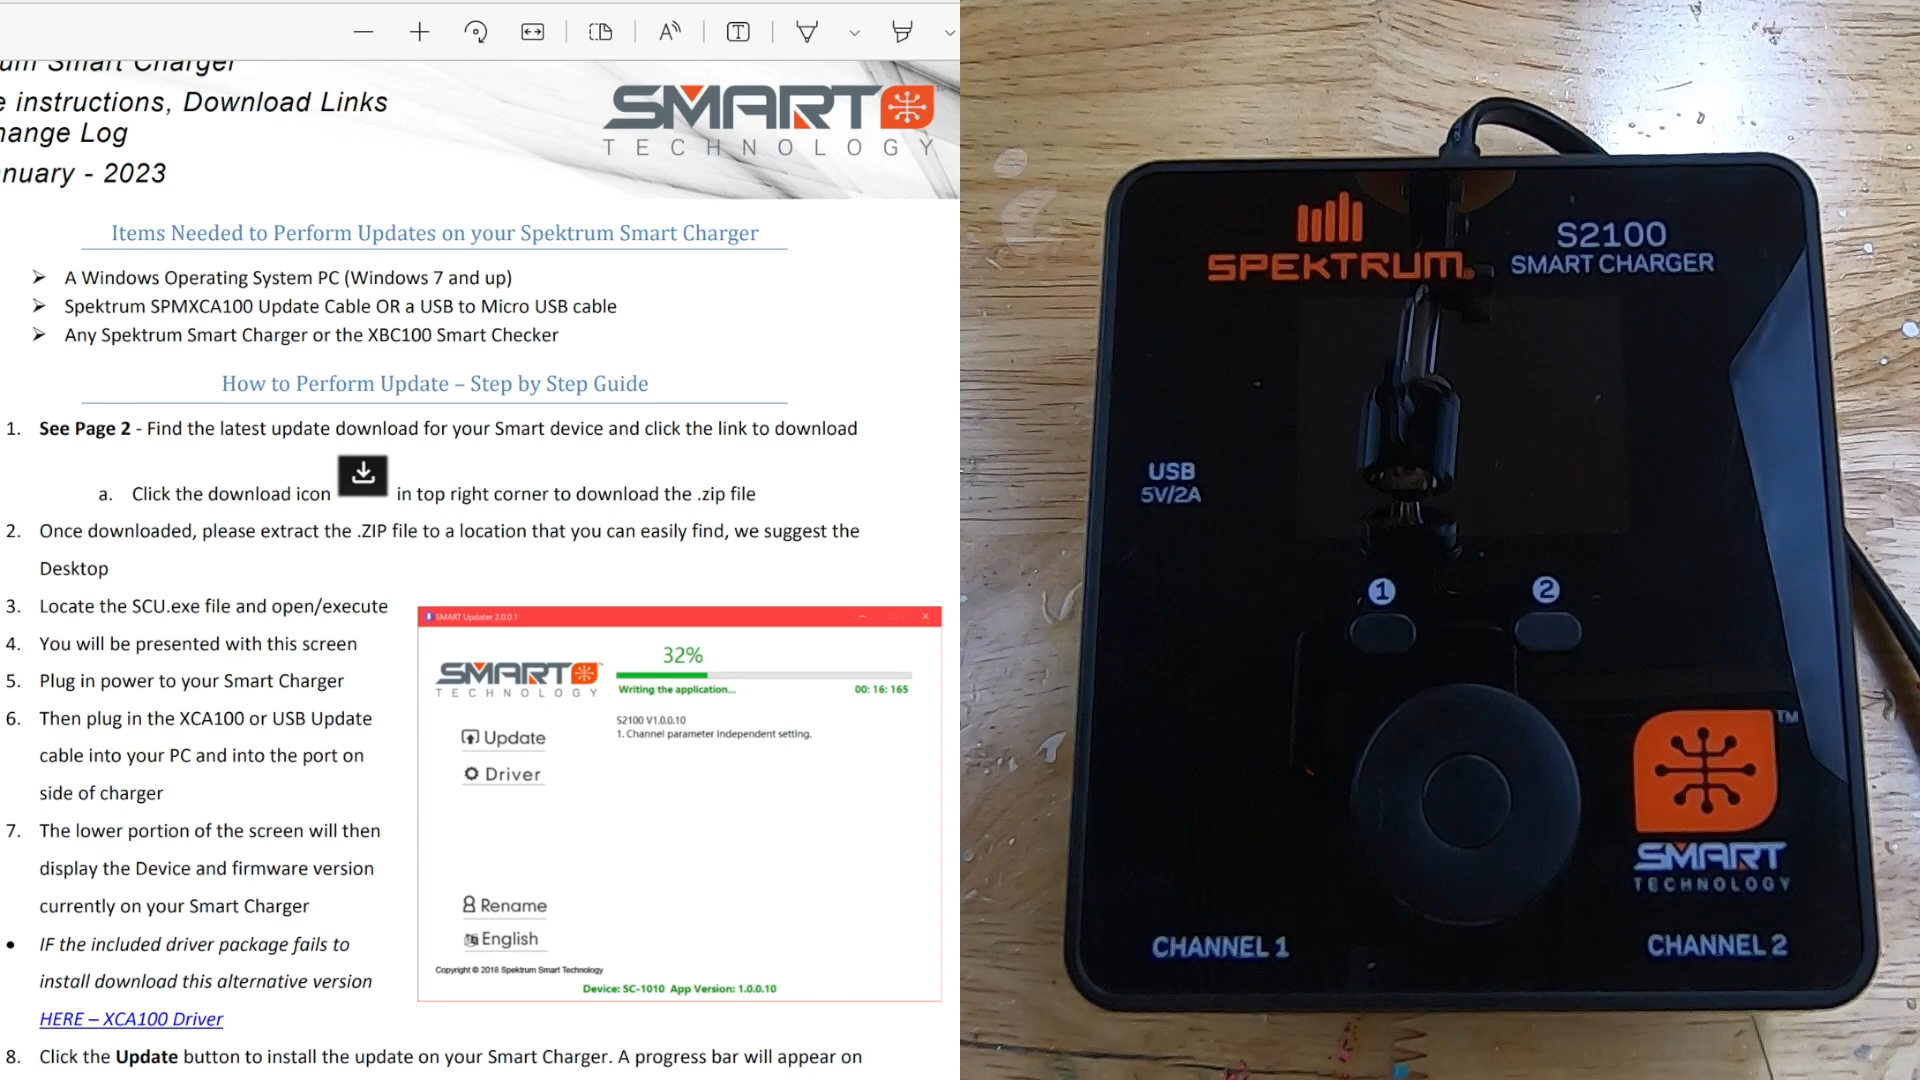 e instructions, Download Links
hange Log
nuary - 2023
SMART
TECHNOLOGY
Items Needed to Perform Updates on your Spektrum Smart Charger
➢ A Windows Operating System PC (Windows 7 and up)
➢ Spektrum SPMXCA100 Update Cable OR a USB to Micro USB cable
➢ Any Spektrum Smart Charger or the XBC100 Smart Checker
How to Perform Update – Step by Step Guide
1. See Page 2 - Find the latest update download for your Smart device and click the link to download
a. Click the download icon in top right corner to download the .zip file
2. Once downloaded, please extract the .ZIP file to a location that you can easily find, we suggest the
Desktop
3. Locate the SCU.exe file and open/execute
4. You will be presented with this screen
5. Plug in power to your Smart Charger
6. Then plug in the XCA100 or USB Update
cable into your PC and into the port on
side of charger
7. The lower portion of the screen will then
display the Device and firmware version
currently on your Smart Charger
• IF the included driver package fails to
install download this alternative version
HERE – XCA100 Driver
8. Click the Update button to install the update on your Smart Charger. A progress bar will appear on
SMART Updater 2.0.0.1
SMART™
TECHNOLOGY
32%
Writing the application... 00: 16: 165
S2100 V1.0.0.10
1. Channel parameter independent setting.
Update
Driver
Rename
English
Copyright © 2018 Spektrum Smart Technology
Device: SC-1010 App Version: 1.0.0.10
SPEKTRUM®
S2100
SMART CHARGER
USB
5V/2A
1
2
TM
SMART
TECHNOLOGY
CHANNEL 1
CHANNEL 2